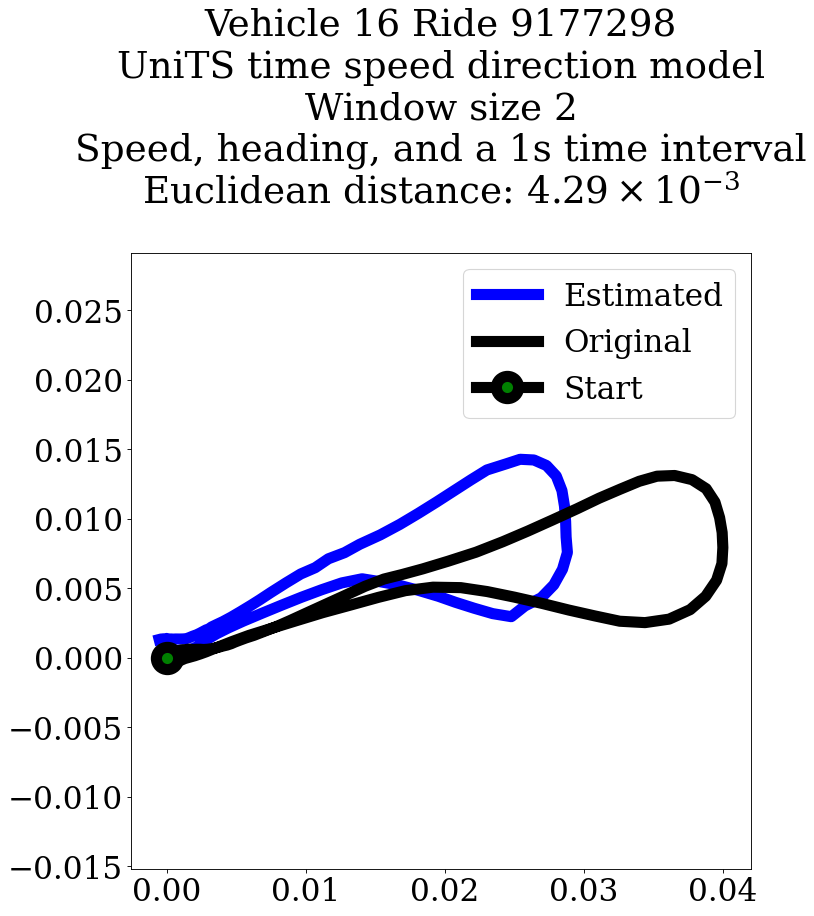 Vehicle 16 Ride 9177298
UniTS time speed direction model
Window size 2
Speed, heading, and a 1s time interval
Euclidean distance: 4.29 × 10⁻³
Estimated
Original
Start
0.025
0.020
0.015
0.010
0.005
0.000
−0.005
−0.010
−0.015
0.00 0.01 0.02 0.03 0.04